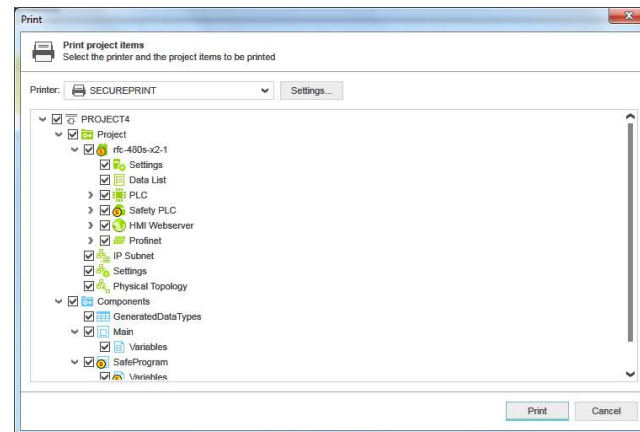 Print
Print project items
Select the printer and the project items to be printed
Printer: SECUREPRINT Settings...
PROJECT4
Project
rfc-480s-x2-1
Settings
Data List
PLC
Safety PLC
HMI Webserver
Profinet
IP Subnet
Settings
Physical Topology
Components
GeneratedDataTypes
Main
Variables
SafeProgram
Variables
Print Cancel